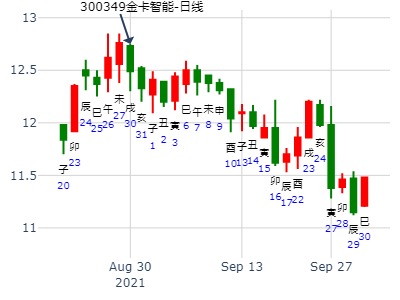 300349金卡智能-日线
13
12.5
12
11.5
11
子
20
卯
23
辰
24
巳
25
午
26
未
27
戌
30
亥
31
子
1
丑
2
寅
3
巳
6
午
7
未
8
申
9
酉
10
子
13
丑
14
寅
15
卯
16
辰
17
酉
22
戌
23
亥
24
寅
27
卯
28
辰
29
巳
30
Aug 30
2021
Sep 13
Sep 27